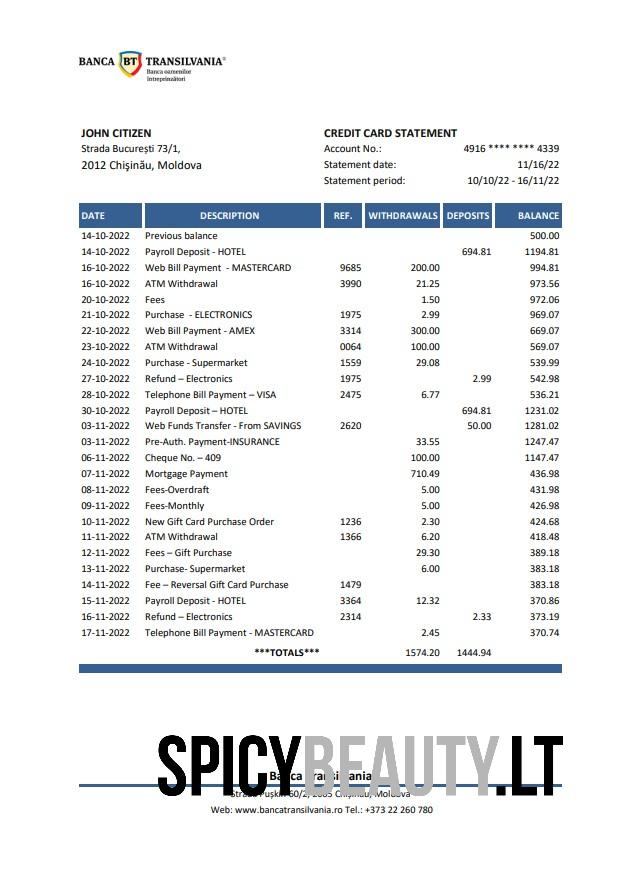 BANCA BT TRANSILVANIA®
Banca oamenilor
întreprinzători
JOHN CITIZEN
Strada București 73/1,
2012 Chișinău, Moldova
CREDIT CARD STATEMENT
Account No.: 4916 **** **** 4339
Statement date: 11/16/22
Statement period: 10/10/22 - 16/11/22
DATE DESCRIPTION REF. WITHDRAWALS DEPOSITS BALANCE
14-10-2022 Previous balance 500.00
14-10-2022 Payroll Deposit - HOTEL 694.81 1194.81
16-10-2022 Web Bill Payment - MASTERCARD 9685 200.00 994.81
16-10-2022 ATM Withdrawal 3990 21.25 973.56
20-10-2022 Fees 1.50 972.06
21-10-2022 Purchase - ELECTRONICS 1975 2.99 969.07
22-10-2022 Web Bill Payment - AMEX 3314 300.00 669.07
23-10-2022 ATM Withdrawal 0064 100.00 569.07
24-10-2022 Purchase - Supermarket 1559 29.08 539.99
27-10-2022 Refund – Electronics 1975 2.99 542.98
28-10-2022 Telephone Bill Payment – VISA 2475 6.77 536.21
30-10-2022 Payroll Deposit – HOTEL 694.81 1231.02
03-11-2022 Web Funds Transfer - From SAVINGS 2620 50.00 1281.02
03-11-2022 Pre-Auth. Payment-INSURANCE 33.55 1247.47
06-11-2022 Cheque No. – 409 100.00 1147.47
07-11-2022 Mortgage Payment 710.49 436.98
08-11-2022 Fees-Overdraft 5.00 431.98
09-11-2022 Fees-Monthly 5.00 426.98
10-11-2022 New Gift Card Purchase Order 1236 2.30 424.68
11-11-2022 ATM Withdrawal 1366 6.20 418.48
12-11-2022 Fees – Gift Purchase 29.30 389.18
13-11-2022 Purchase- Supermarket 6.00 383.18
14-11-2022 Fee – Reversal Gift Card Purchase 1479 383.18
15-11-2022 Payroll Deposit - HOTEL 3364 12.32 370.86
16-11-2022 Refund – Electronics 2314 2.33 373.19
17-11-2022 Telephone Bill Payment - MASTERCARD 2.45 370.74
***TOTALS*** 1574.20 1444.94
SPICYBEAUTY.LT
Banca Transilvania
Chișinău, Moldova
Web: www.bancatransilvania.ro Tel.: +373 22 260 780